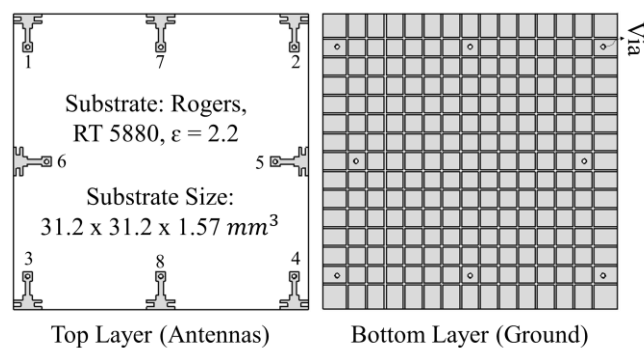 1
7
2
Via
Substrate: Rogers,
RT 5880, ε = 2.2
6
5
Substrate Size:
31.2 x 31.2 x 1.57 mm³
3
8
4
Top Layer (Antennas)
Bottom Layer (Ground)